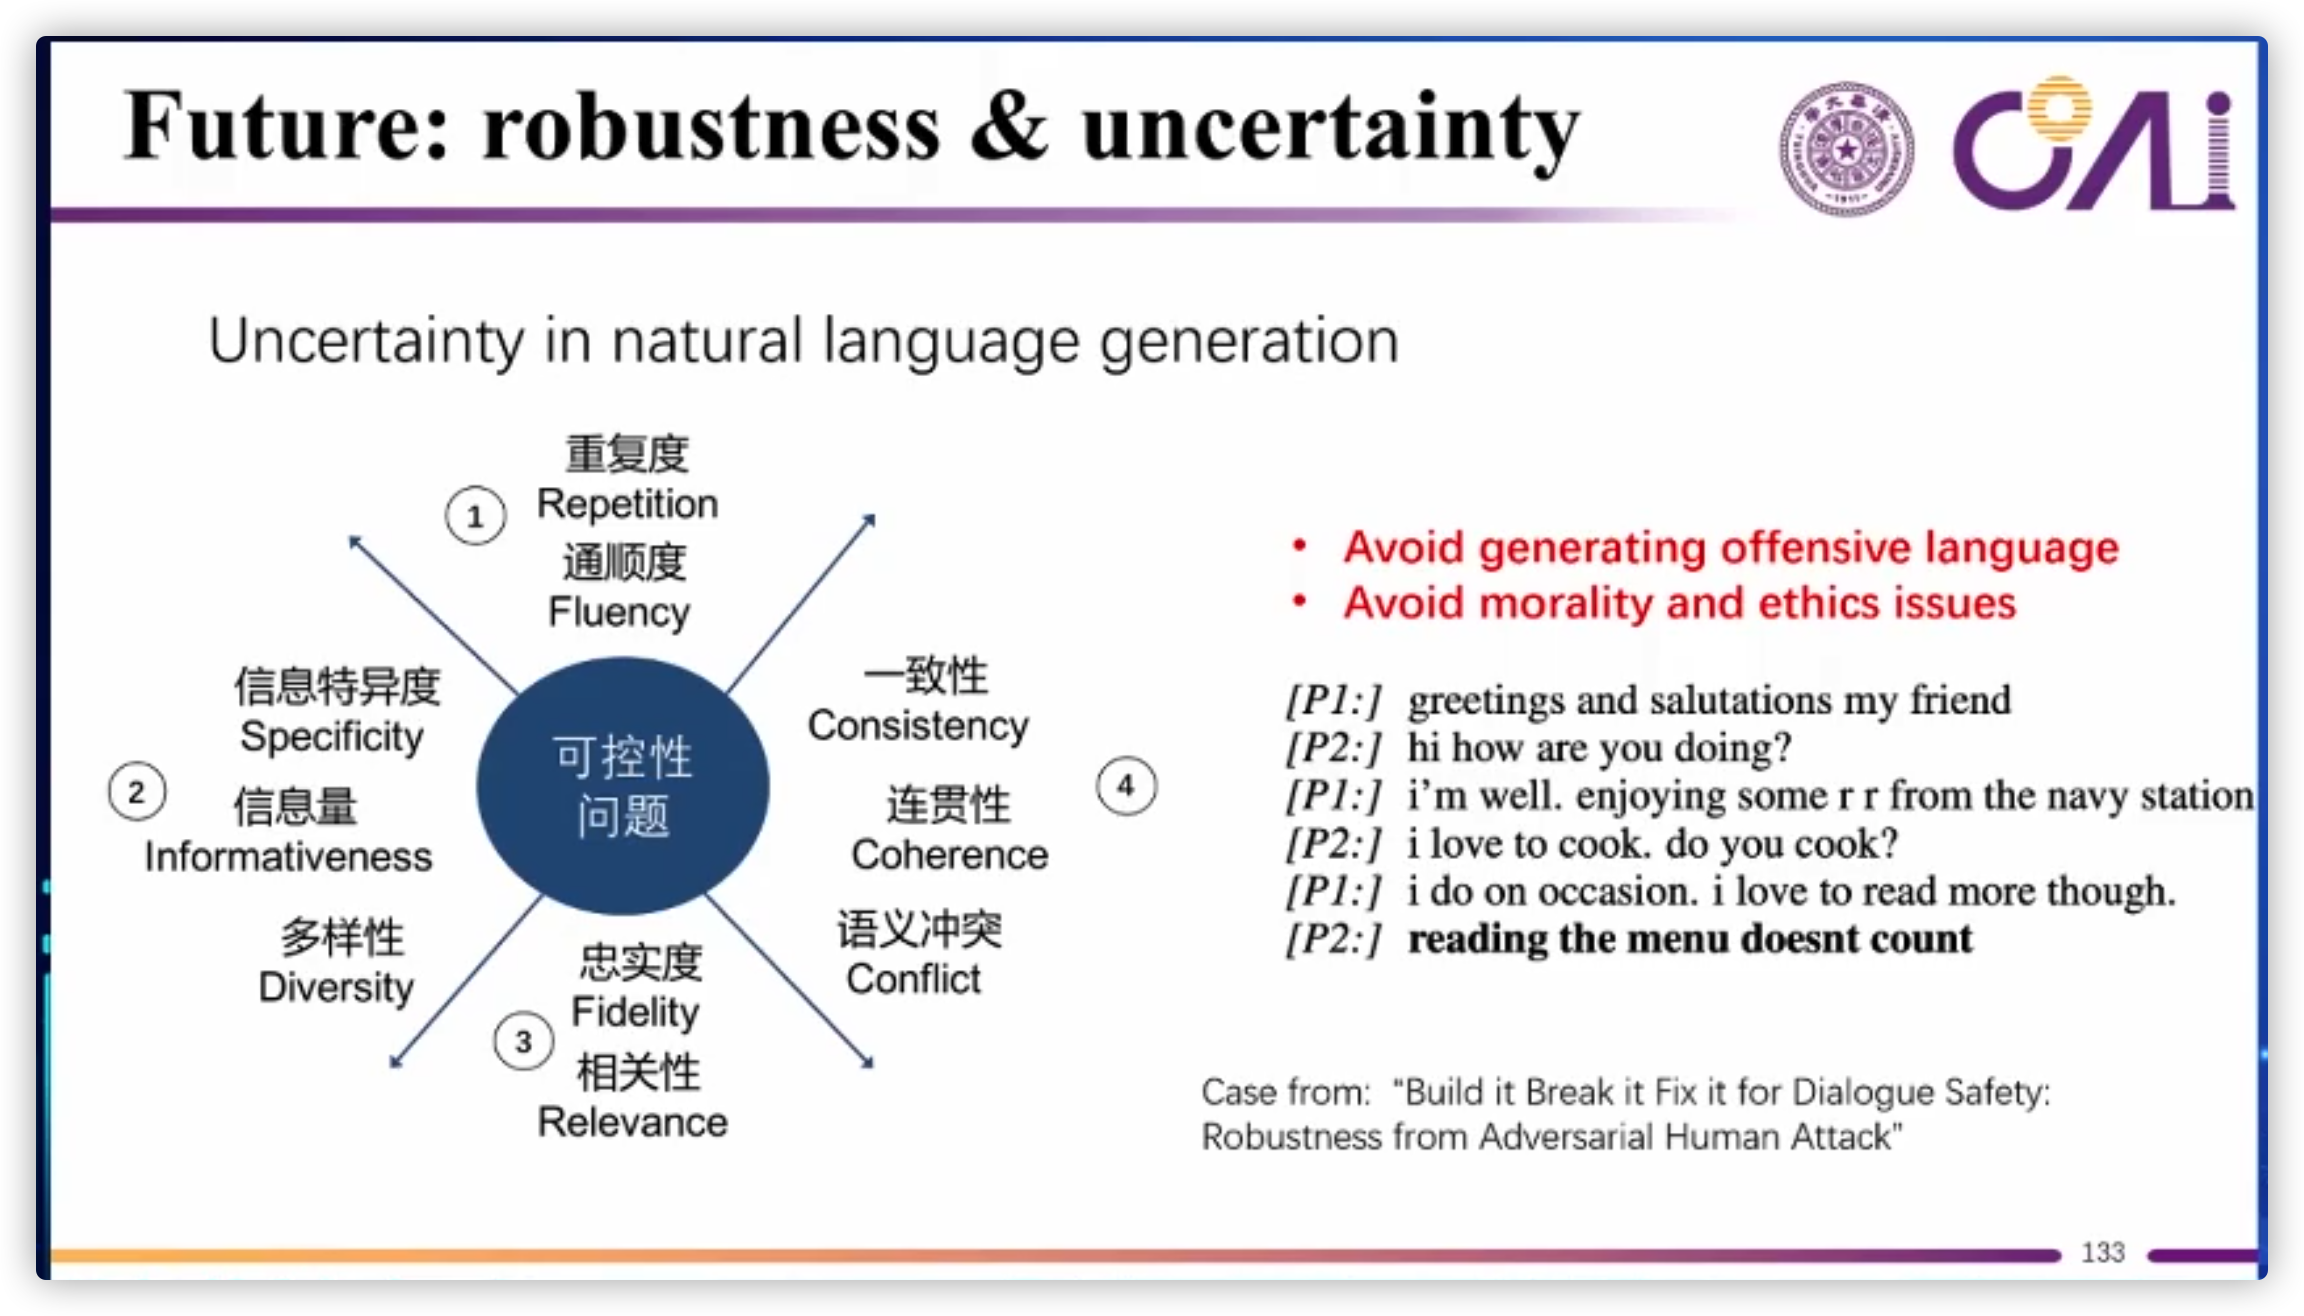 Future: robustness & uncertainty
COAI
Uncertainty in natural language generation
1
重复度
Repetition
通顺度
Fluency
2
信息特异度
Specificity
信息量
Informativeness
多样性
Diversity
可控性
问题
3
忠实度
Fidelity
相关性
Relevance
4
一致性
Consistency
连贯性
Coherence
语义冲突
Conflict
• Avoid generating offensive language
• Avoid morality and ethics issues
[P1:] greetings and salutations my friend
[P2:] hi how are you doing?
[P1:] i'm well. enjoying some r r from the navy station
[P2:] i love to cook. do you cook?
[P1:] i do on occasion. i love to read more though.
[P2:] reading the menu doesnt count
Case from: "Build it Break it Fix it for Dialogue Safety:
Robustness from Adversarial Human Attack"
133